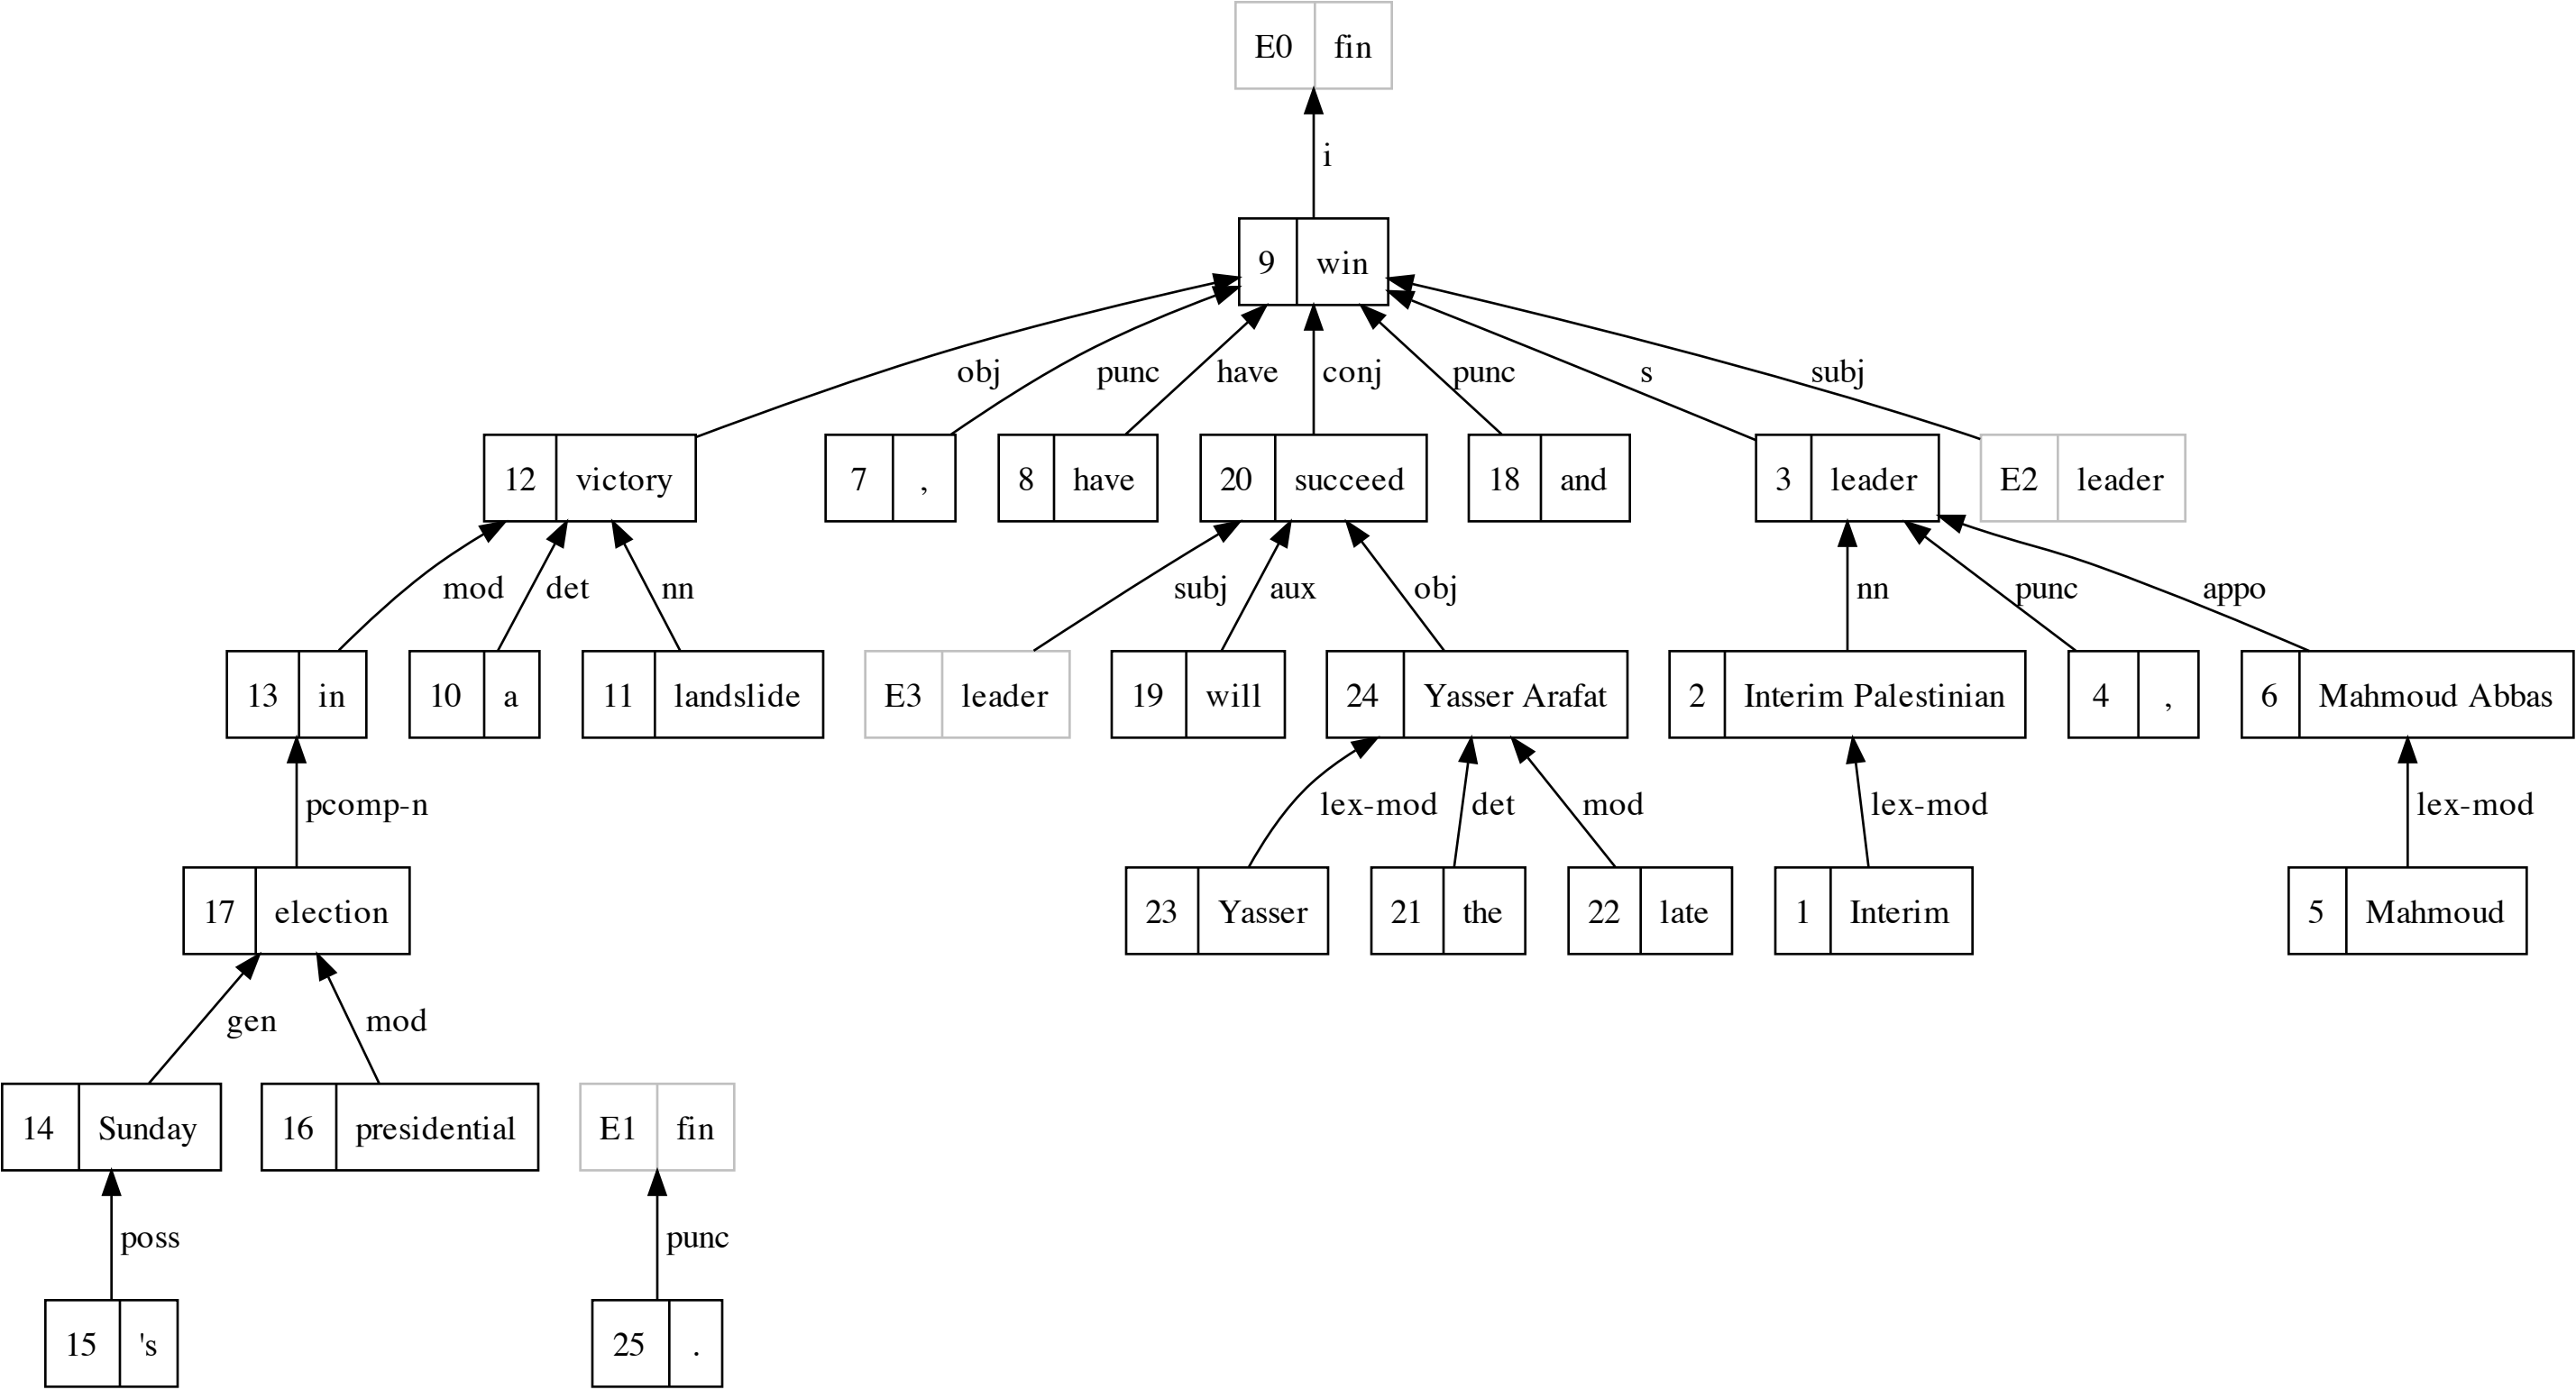 E0 fin
i
9 win
obj punc have conj punc s subj
12 victory 7 , 8 have 20 succeed 18 and 3 leader E2 leader
mod det nn subj aux obj nn punc appo
13 in 10 a 11 landslide E3 leader 19 will 24 Yasser Arafat 2 Interim Palestinian 4 , 6 Mahmoud Abbas
pcomp-n lex-mod det mod lex-mod lex-mod
17 election 23 Yasser 21 the 22 late 1 Interim 5 Mahmoud
gen mod
14 Sunday 16 presidential E1 fin
poss punc
15 's 25 .